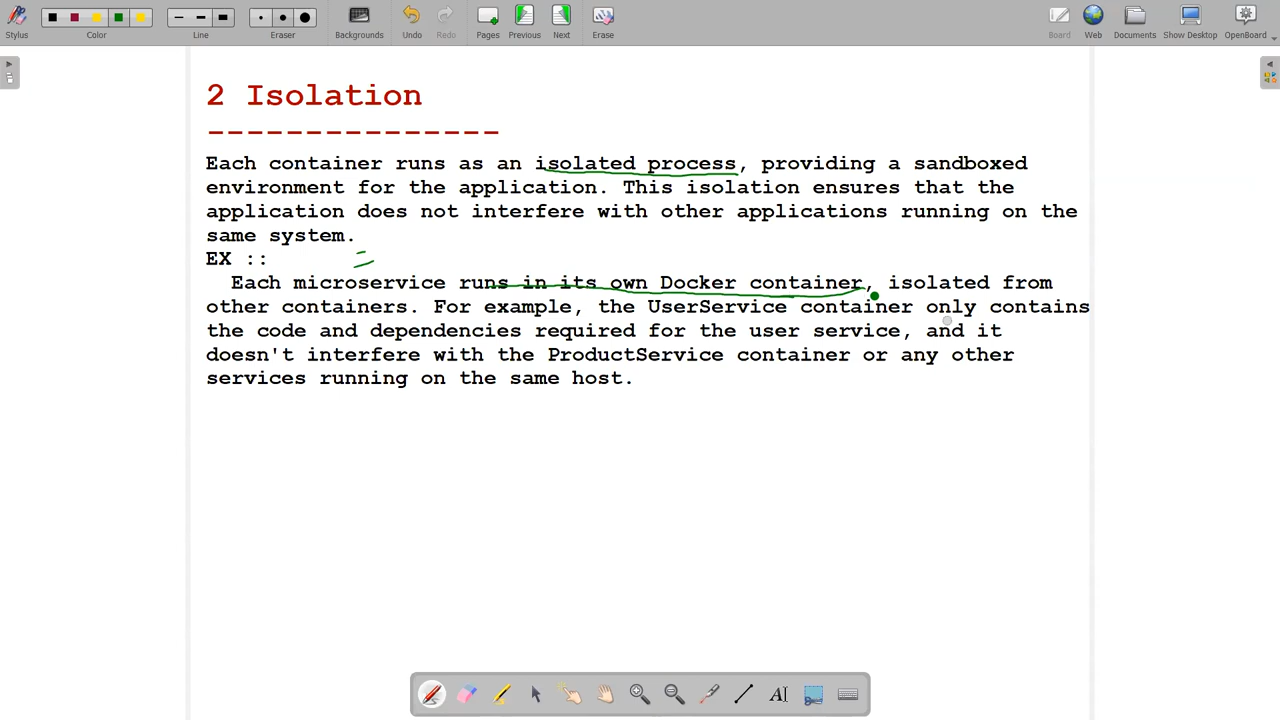 Stylus Color Line Eraser Backgrounds Undo Redo Pages Previous Next Erase Board Web Documents Show Desktop OpenBoard
2 Isolation
---------------
Each container runs as an isolated process, providing a sandboxed
environment for the application. This isolation ensures that the
application does not interfere with other applications running on the
same system.
EX ::
Each microservice runs in its own Docker container, isolated from
other containers. For example, the UserService container only contains
the code and dependencies required for the user service, and it
doesn't interfere with the ProductService container or any other
services running on the same host.